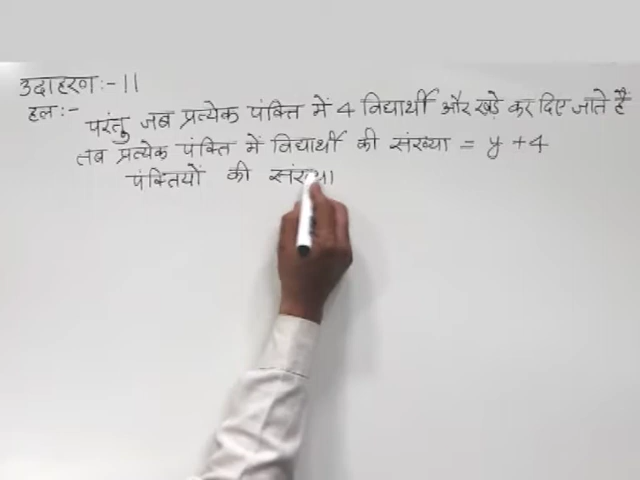 उदाहरण:- 11
हल:-
परंतु जब प्रत्येक पंक्ति में 4 विद्यार्थी और खड़े कर दिए जाते है
तब प्रत्येक पंक्ति में विद्यार्थी की संख्या = y + 4
पंक्तियों की संख्या